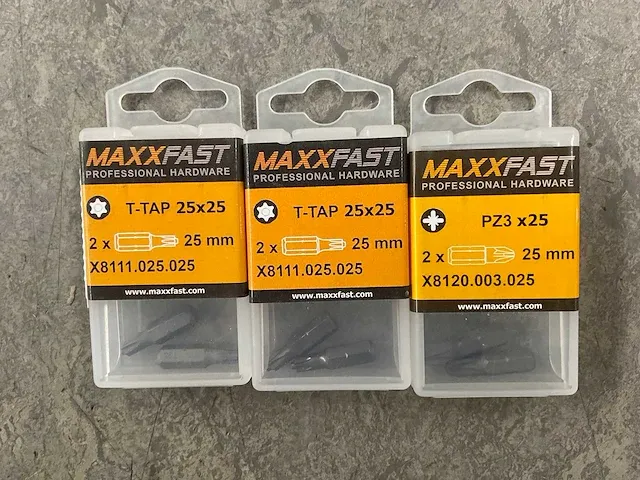 MAXXFAST
PROFESSIONAL HARDWARE
T-TAP 25x25
2 x 25 mm
X8111.025.025
www.maxxfast.com
MAXXFAST
PROFESSIONAL HARDWARE
T-TAP 25x25
2 x 25 mm
X8111.025.025
www.maxxfast.com
MAXXFAST
PROFESSIONAL HARDWARE
PZ3 x25
2 x 25 mm
X8120.003.025
www.maxxfast.com